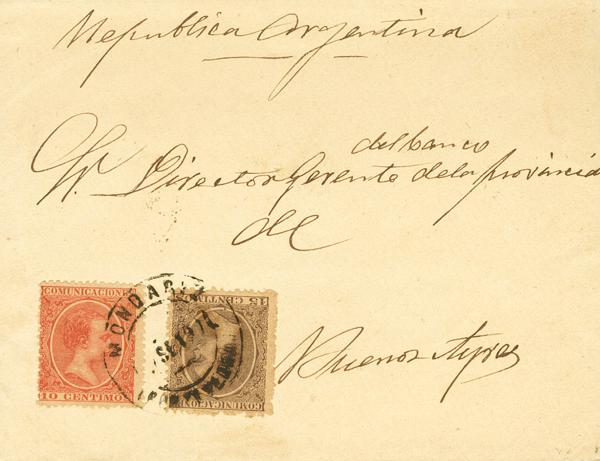 Republica Argentina
del banco
Sr. Director Gerente de la provincia
de
Buenos Ayres
COMUNICACIONES
10 CENTIMOS
15 CENTIMOS
COMUNICACIONES
MONDARIZ